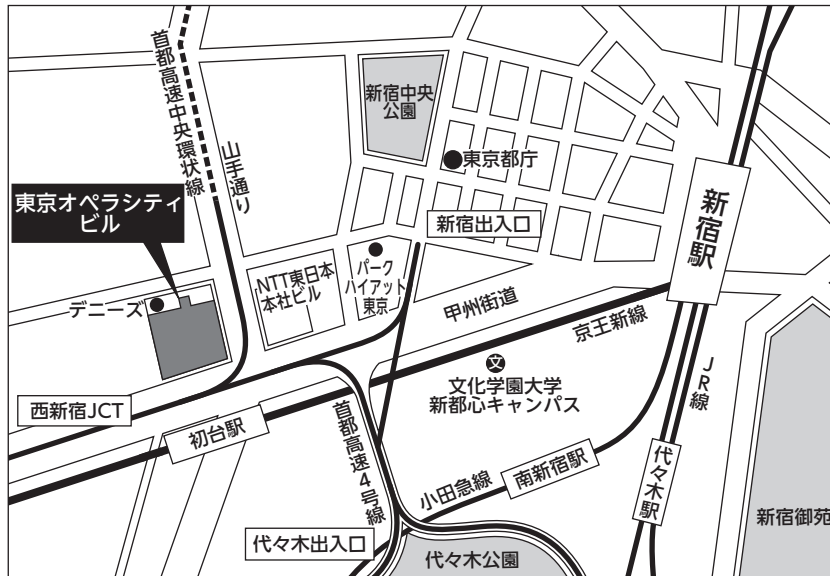 首都高速中央環状線
新宿中央
公園
東京都庁
山手通り
東京オペラシティ
ビル
新宿出入口
新宿駅
NTT東日本
本社ビル
パーク
ハイアット
東京
デニーズ
甲州街道
京王新線
JR線
文
文化学園大学
新都心キャンパス
西新宿JCT
初台駅
首都高速4号線
小田急線
南新宿駅
代々木駅
新宿御苑
代々木出入口
代々木公園